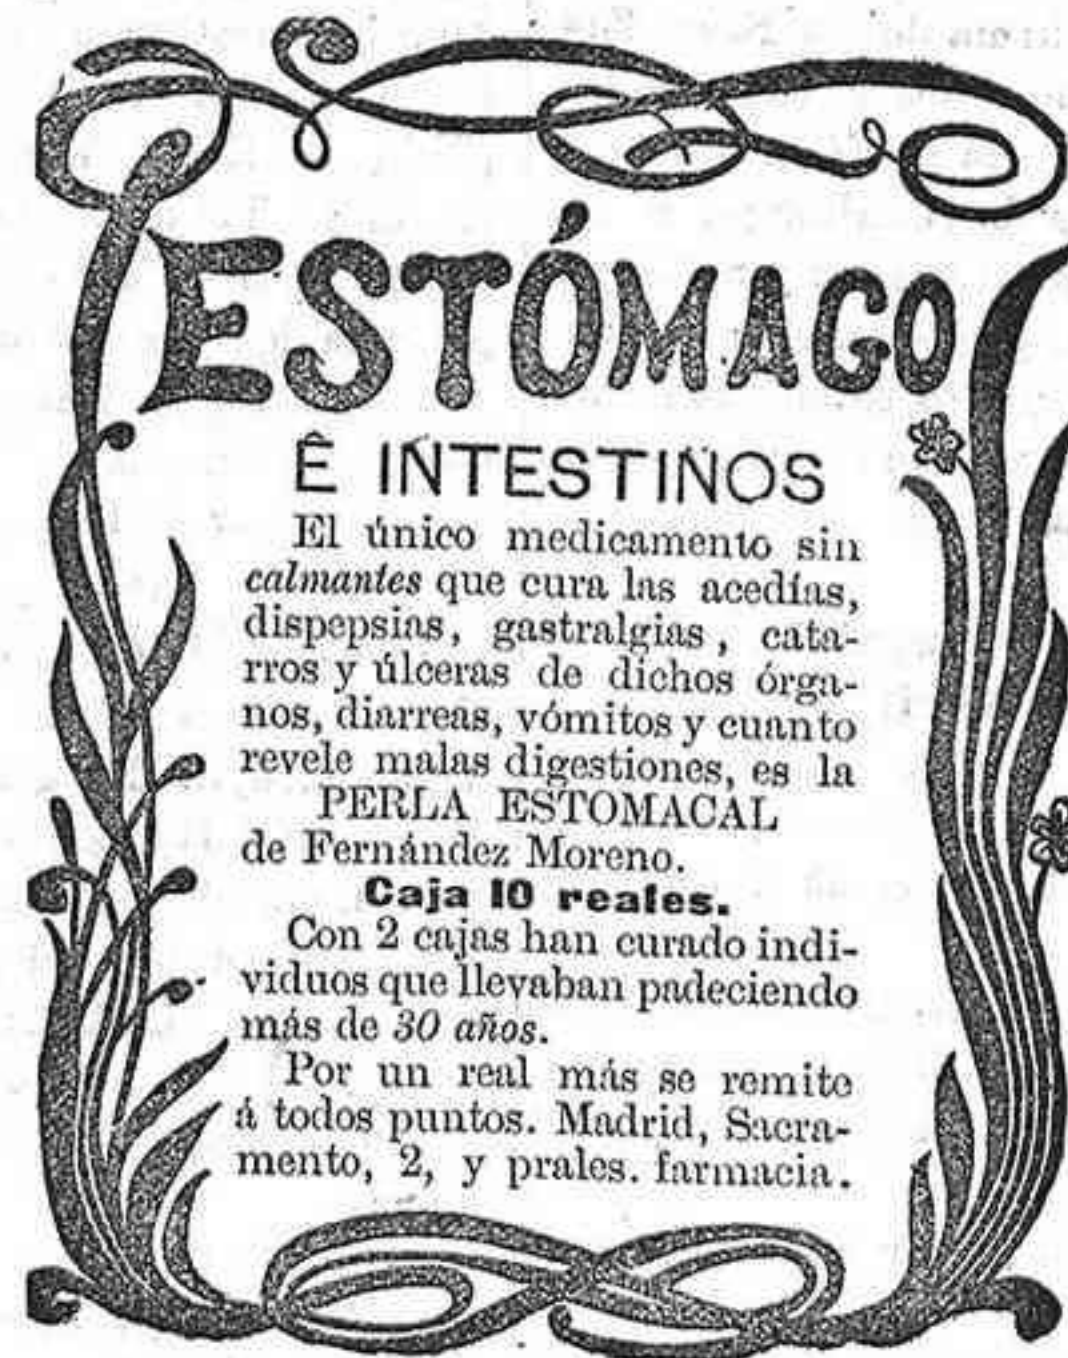 ESTÓMAGO
Ê INTESTINOS
El único medicamento sin
calmantes que cura las acedías,
dispepsias, gastralgias, cata-
rros y úlceras de dichos órga-
nos, diarreas, vómitos y cuanto
revele malas digestiones, es la
PERLA ESTOMACAL
de Fernández Moreno.
Caja 10 reales.
Con 2 cajas han curado indi-
viduos que llevaban padeciendo
más de 30 años.
Por un real más se remite
á todos puntos. Madrid, Sacra-
mento, 2, y prales. farmacia.